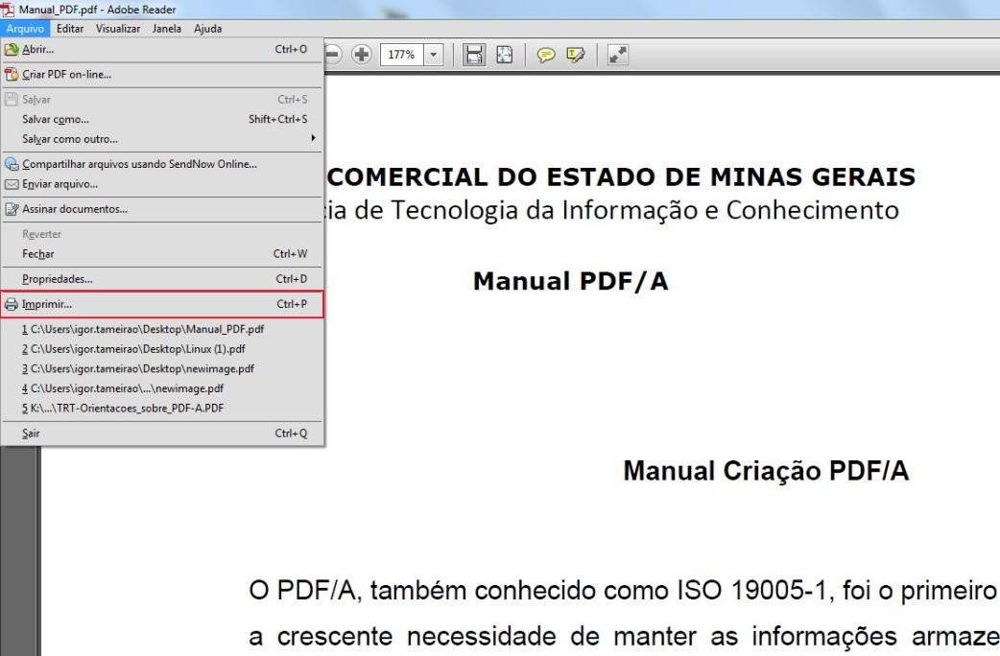 Manual_PDF.pdf - Adobe Reader
Arquivo Editar Visualizar Janela Ajuda
Abrir... Ctrl+O
177%
Criar PDF on-line...
Salvar Ctrl+S
Salvar como... Shift+Ctrl+S
Salvar como outro...
Compartilhar arquivos usando SendNow Online...
Enviar arquivo...
Assinar documentos...
Reverter
Fechar Ctrl+W
Propriedades... Ctrl+D
Imprimir... Ctrl+P
1 C:\Users\igor.tameirao\Desktop\Manual_PDF.pdf
2 C:\Users\igor.tameirao\Desktop\Linux (1).pdf
3 C:\Users\igor.tameirao\Desktop\newimage.pdf
4 C:\Users\igor.tameirao\...\newimage.pdf
5 K:\...\TRT-Orientacoes_sobre_PDF-A.PDF
Sair Ctrl+Q
COMERCIAL DO ESTADO DE MINAS GERAIS
cia de Tecnologia da Informação e Conhecimento
Manual PDF/A
Manual Criação PDF/A
O PDF/A, também conhecido como ISO 19005-1, foi o primeiro
a crescente necessidade de manter as informações armaze